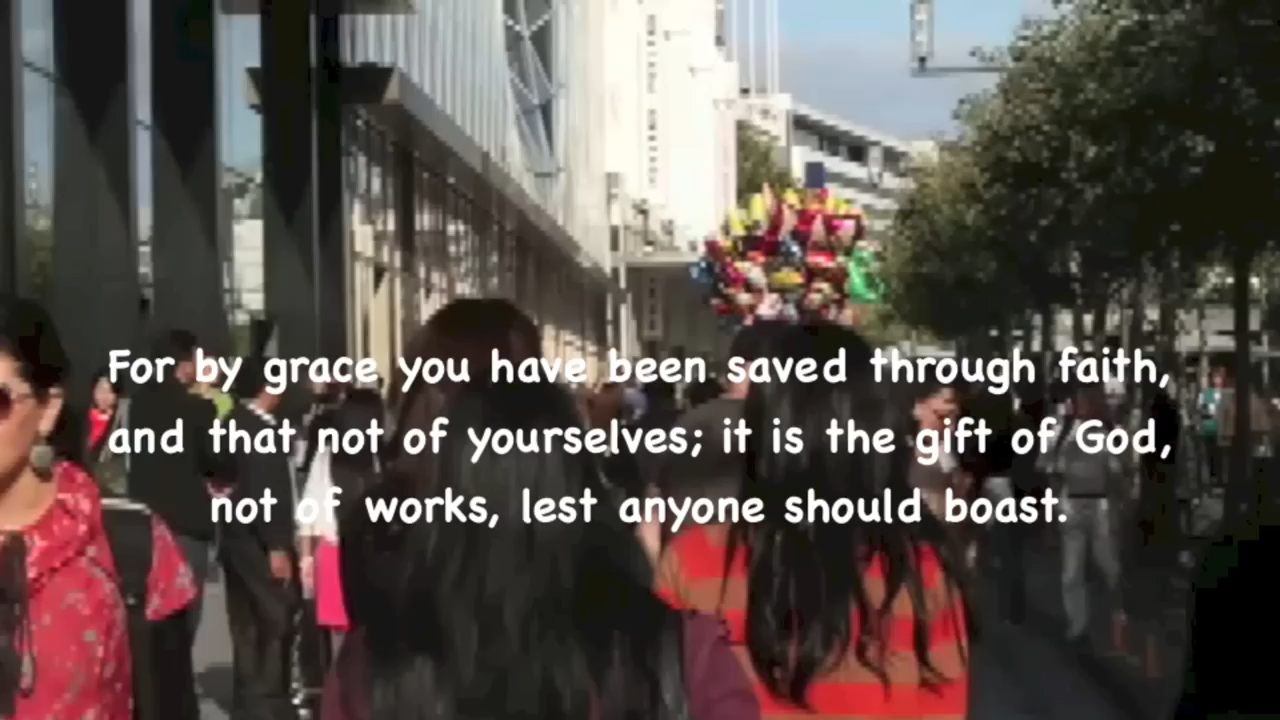 For by grace you have been saved through faith,
and that not of yourselves; it is the gift of God,
not of works, lest anyone should boast.